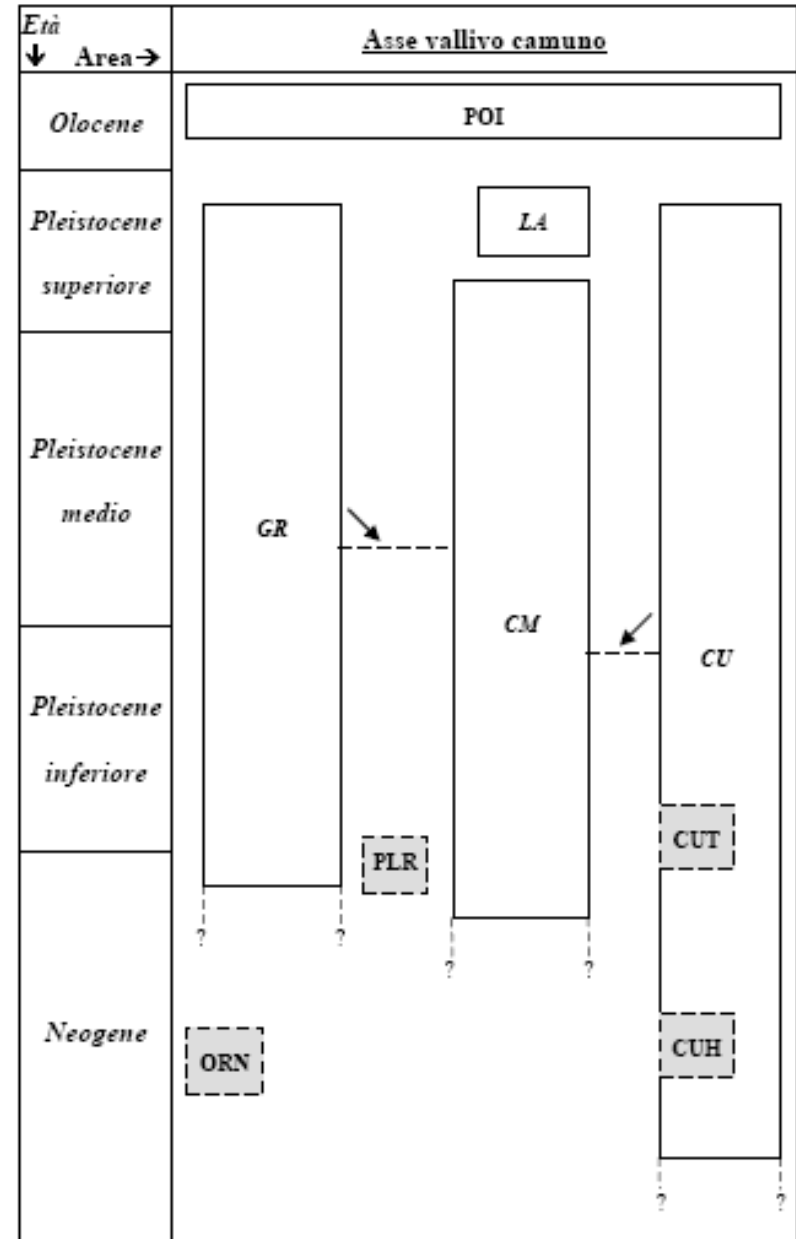 Età
↓ Area→
Asse vallivo camuno
Olocene
POI
Pleistocene
superiore
LA
Pleistocene
medio
GR
CM
CU
Pleistocene
inferiore
CUT
PLR
? ?
? ?
Neogene
ORN
CUH
? ?